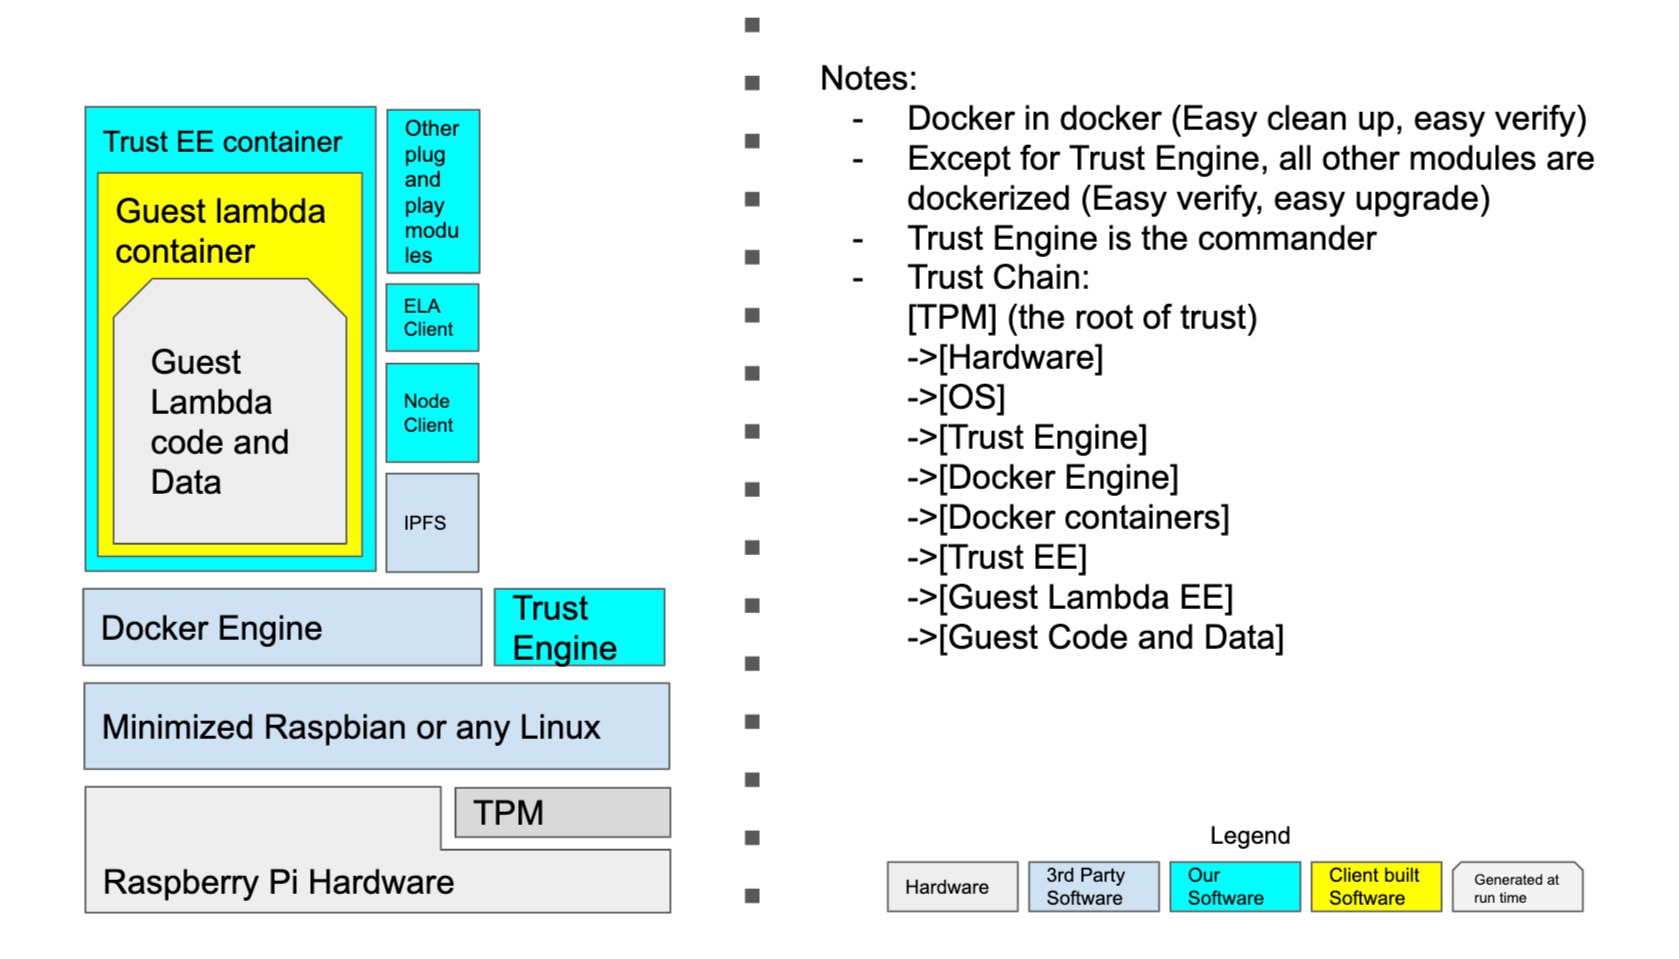 Trust EE container
Guest lambda
container
Guest
Lambda
code and
Data
Other
plug
and
play
modu
les
ELA
Client
Node
Client
IPFS
Docker Engine
Trust
Engine
Minimized Raspbian or any Linux
TPM
Raspberry Pi Hardware
Notes:
- Docker in docker (Easy clean up, easy verify)
- Except for Trust Engine, all other modules are
dockerized (Easy verify, easy upgrade)
- Trust Engine is the commander
- Trust Chain:
[TPM] (the root of trust)
->[Hardware]
->[OS]
->[Trust Engine]
->[Docker Engine]
->[Docker containers]
->[Trust EE]
->[Guest Lambda EE]
->[Guest Code and Data]
Legend
Hardware
3rd Party
Software
Our
Software
Client built
Software
Generated at
run time